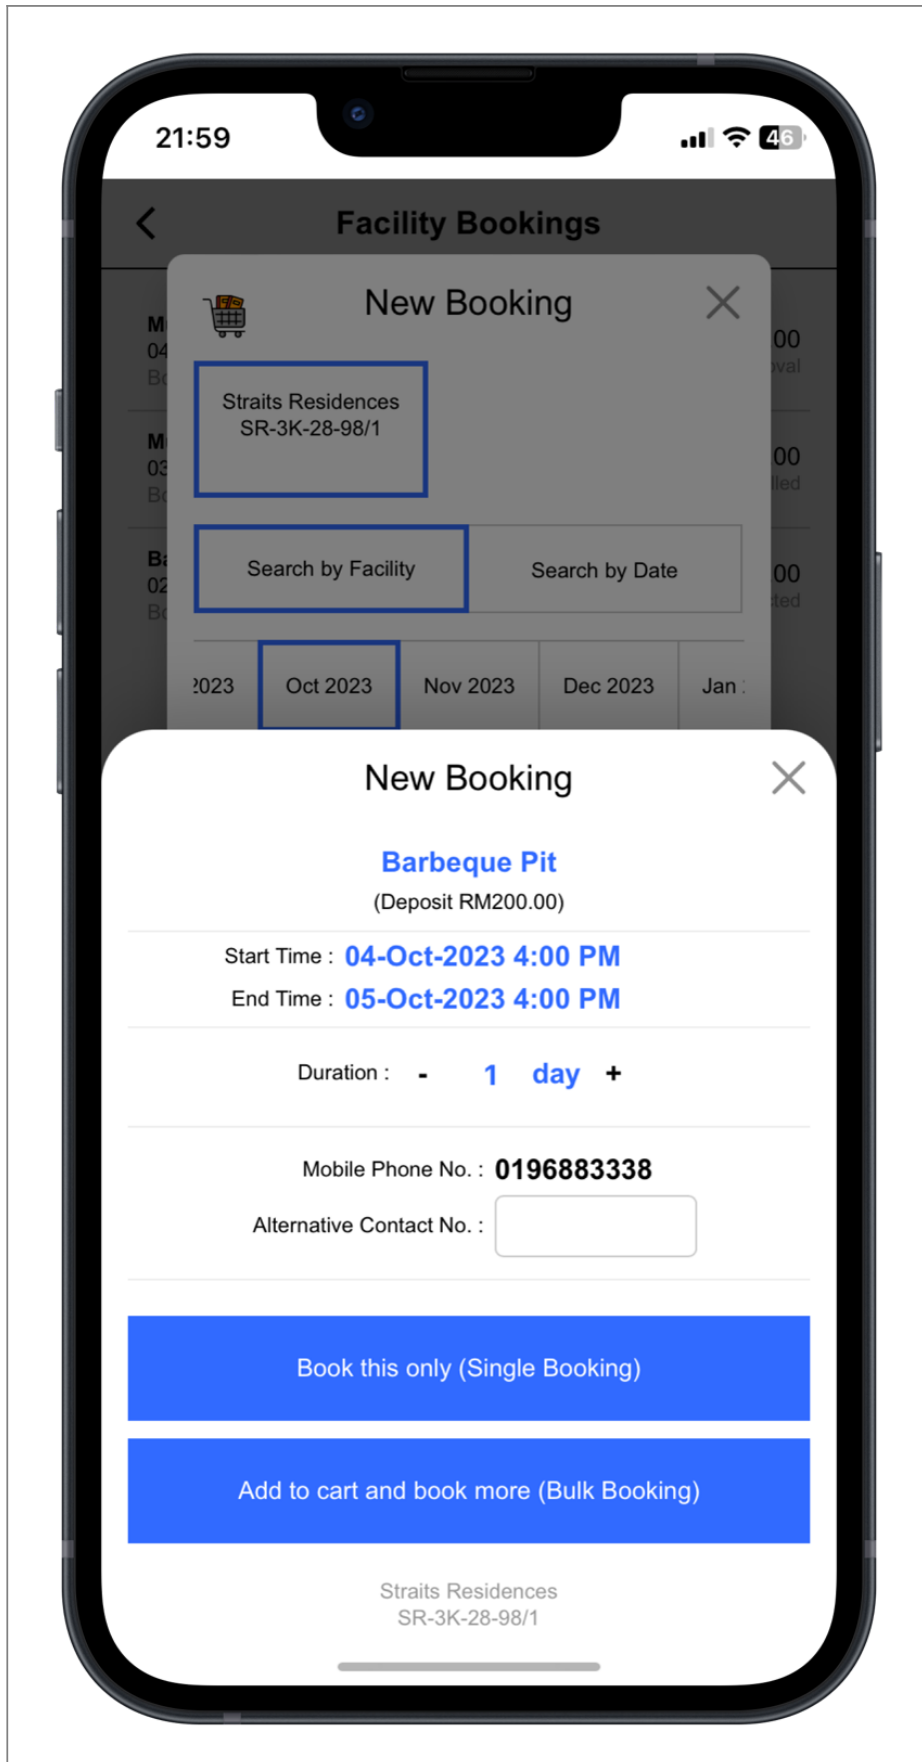 21:59
46
Facility Bookings
New Booking
00
04
Straits Residences
SR-3K-28-98/1
00
03
Search by Facility
Search by Date
00
02
2023
Oct 2023
Nov 2023
Dec 2023
Jan
New Booking
Barbeque Pit
(Deposit RM200.00)
Start Time : 04-Oct-2023 4:00 PM
End Time : 05-Oct-2023 4:00 PM
Duration : - 1 day +
Mobile Phone No. : 0196883338
Alternative Contact No. :
Book this only (Single Booking)
Add to cart and book more (Bulk Booking)
Straits Residences
SR-3K-28-98/1